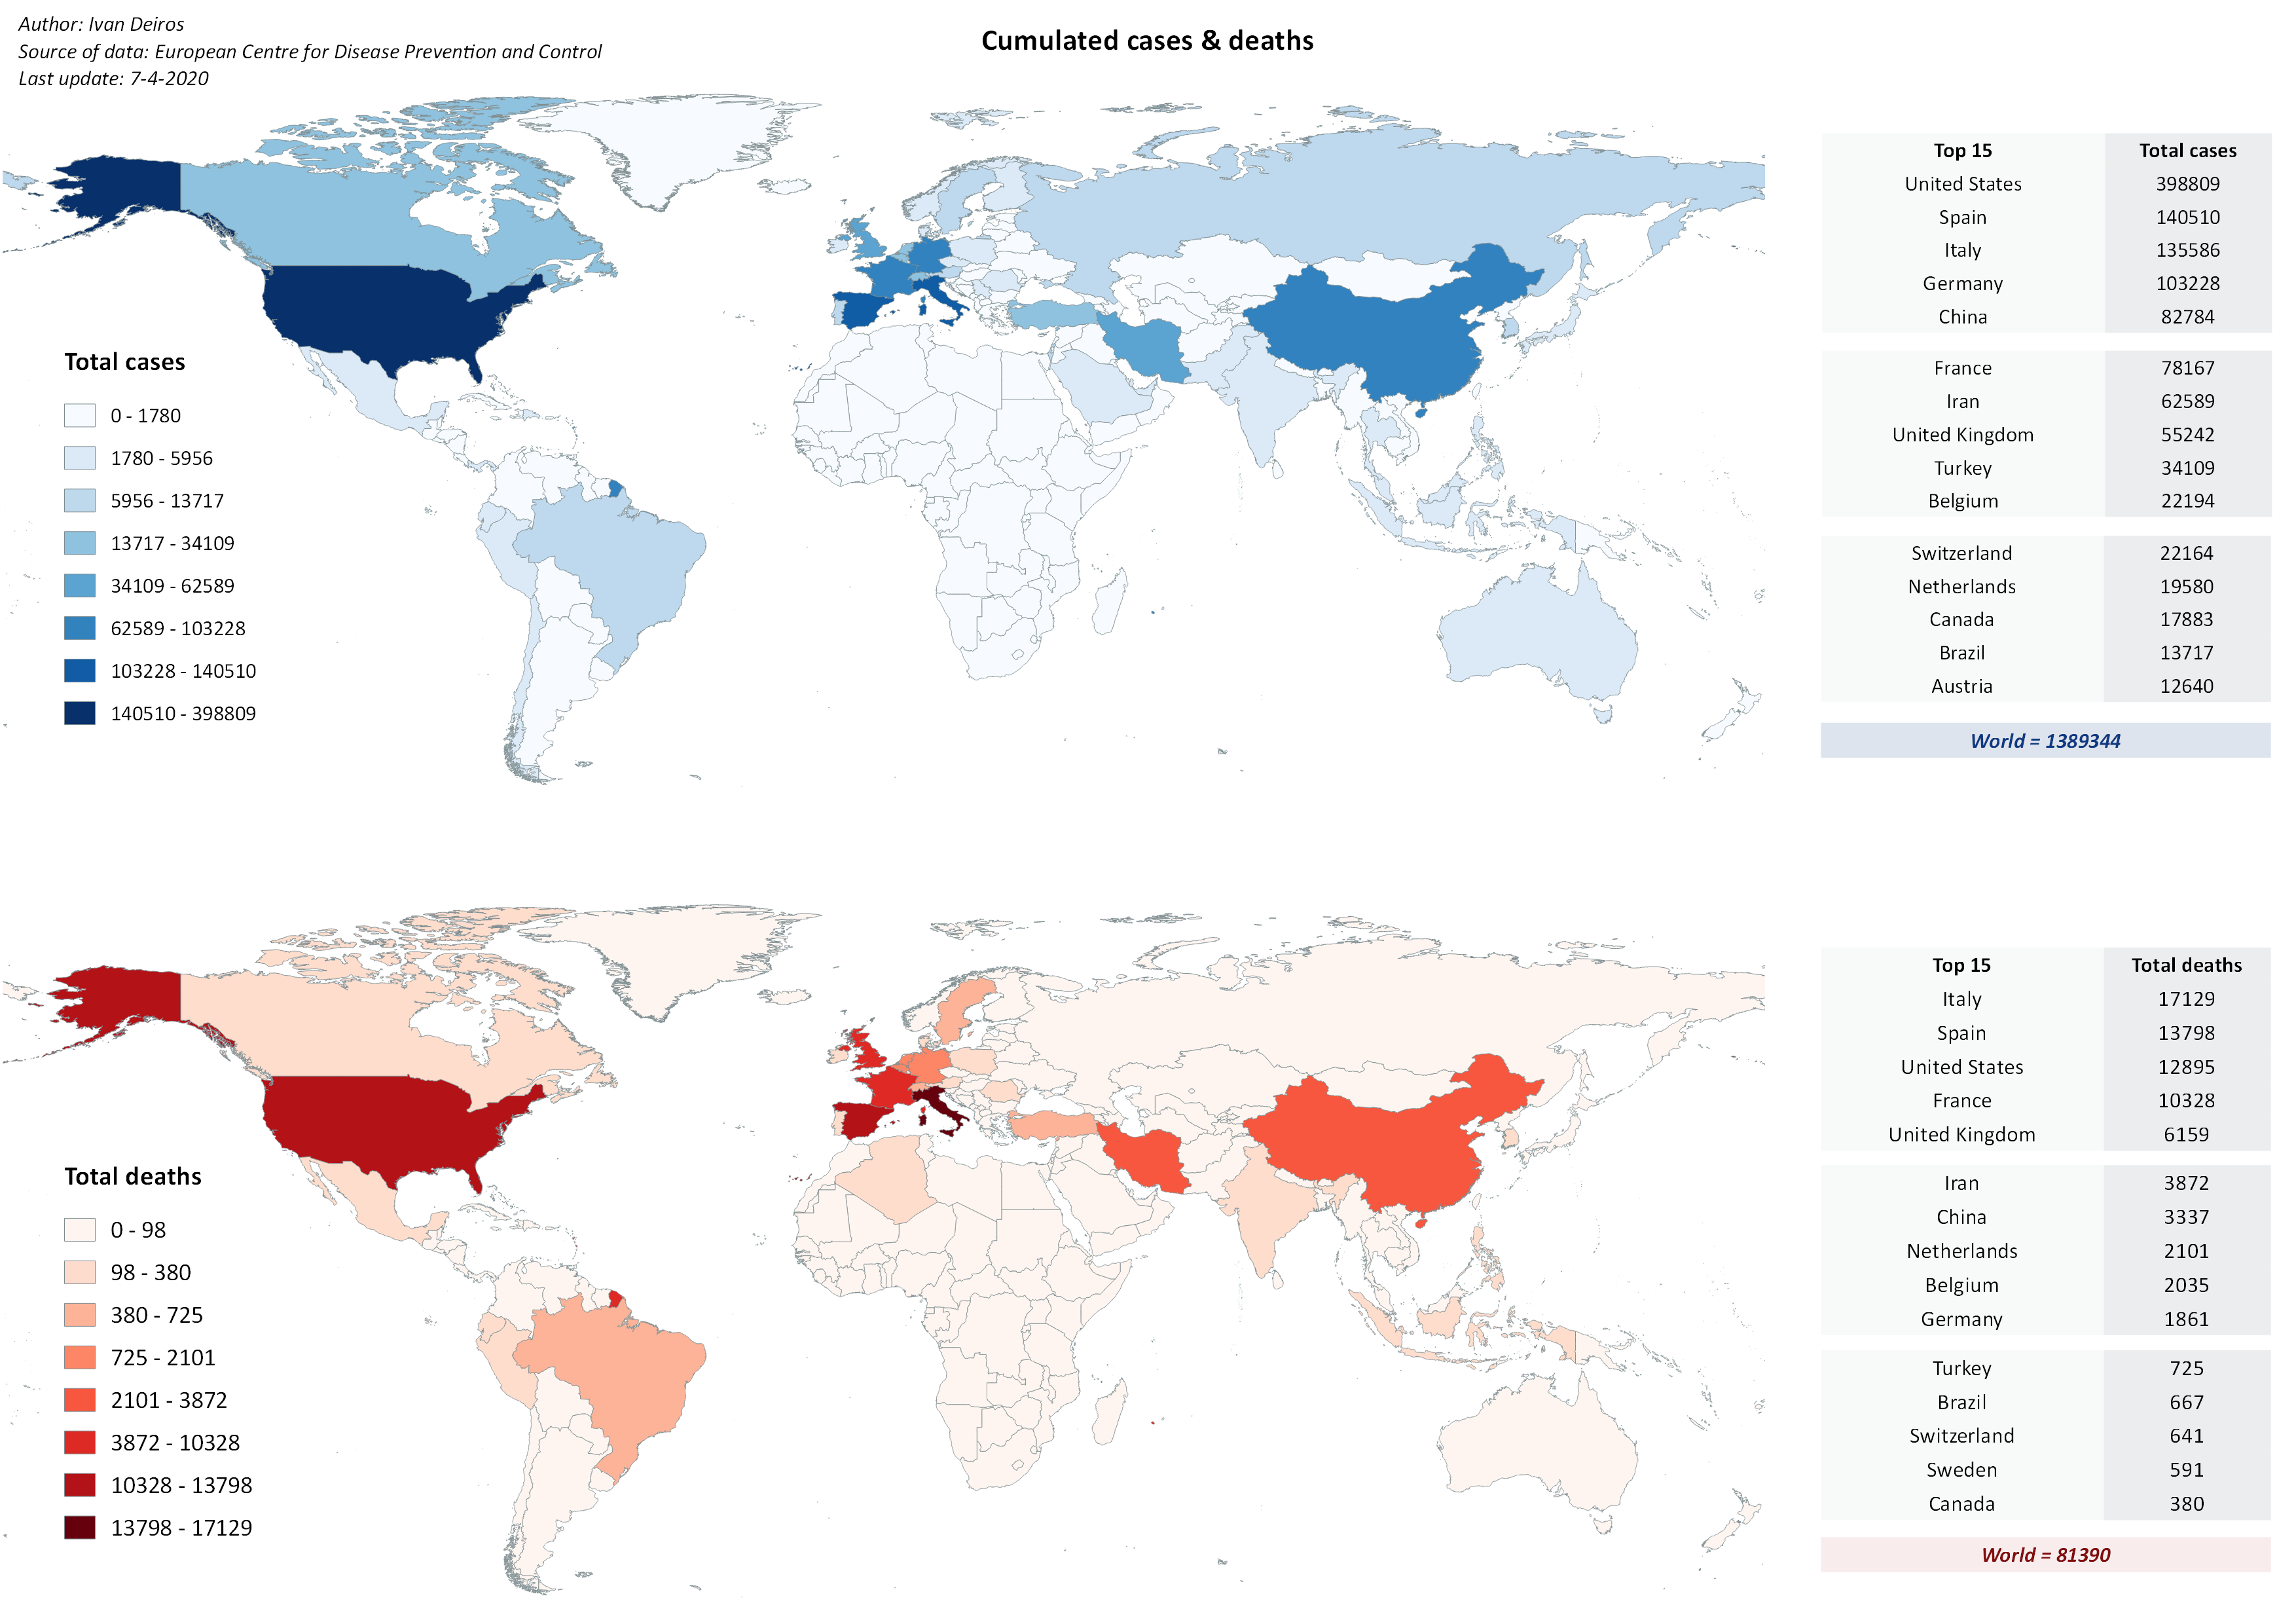 Author: Ivan Deiros
Source of data: European Centre for Disease Prevention and Control
Last update: 7-4-2020
Cumulated cases & deaths
Total cases
0 - 1780
1780 - 5956
5956 - 13717
13717 - 34109
34109 - 62589
62589 - 103228
103228 - 140510
140510 - 398809
Top 15 Total cases
United States 398809
Spain 140510
Italy 135586
Germany 103228
China 82784
France 78167
Iran 62589
United Kingdom 55242
Turkey 34109
Belgium 22194
Switzerland 22164
Netherlands 19580
Canada 17883
Brazil 13717
Austria 12640
World = 1389344
Total deaths
0 - 98
98 - 380
380 - 725
725 - 2101
2101 - 3872
3872 - 10328
10328 - 13798
13798 - 17129
Top 15 Total deaths
Italy 17129
Spain 13798
United States 12895
France 10328
United Kingdom 6159
Iran 3872
China 3337
Netherlands 2101
Belgium 2035
Germany 1861
Turkey 725
Brazil 667
Switzerland 641
Sweden 591
Canada 380
World = 81390